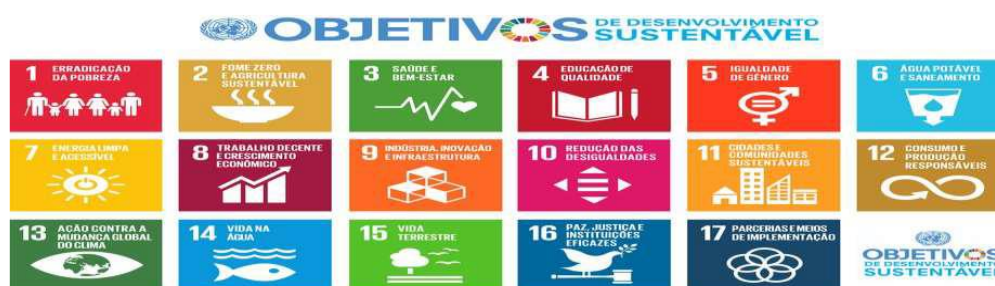 OBJETIVOS DE DESENVOLVIMENTO
SUSTENTÁVEL
1 ERRADICAÇÃO
DA POBREZA
2 FOME ZERO
E AGRICULTURA
SUSTENTÁVEL
3 SAÚDE E
BEM-ESTAR
4 EDUCAÇÃO DE
QUALIDADE
5 IGUALDADE
DE GÊNERO
6 ÁGUA POTÁVEL
E SANEAMENTO
7 ENERGIA LIMPA
E ACESSÍVEL
8 TRABALHO DECENTE
E CRESCIMENTO
ECONÔMICO
9 INDÚSTRIA, INOVAÇÃO
E INFRAESTRUTURA
10 REDUÇÃO DAS
DESIGUALDADES
11 CIDADES E
COMUNIDADES
SUSTENTÁVEIS
12 CONSUMO E
PRODUÇÃO
RESPONSÁVEIS
13 AÇÃO CONTRA A
MUDANÇA GLOBAL
DO CLIMA
14 VIDA NA
ÁGUA
15 VIDA
TERRESTRE
16 PAZ, JUSTIÇA E
INSTITUIÇÕES
EFICAZES
17 PARCERIAS E MEIOS
DE IMPLEMENTAÇÃO
OBJETIVOS
DE DESENVOLVIMENTO
SUSTENTÁVEL